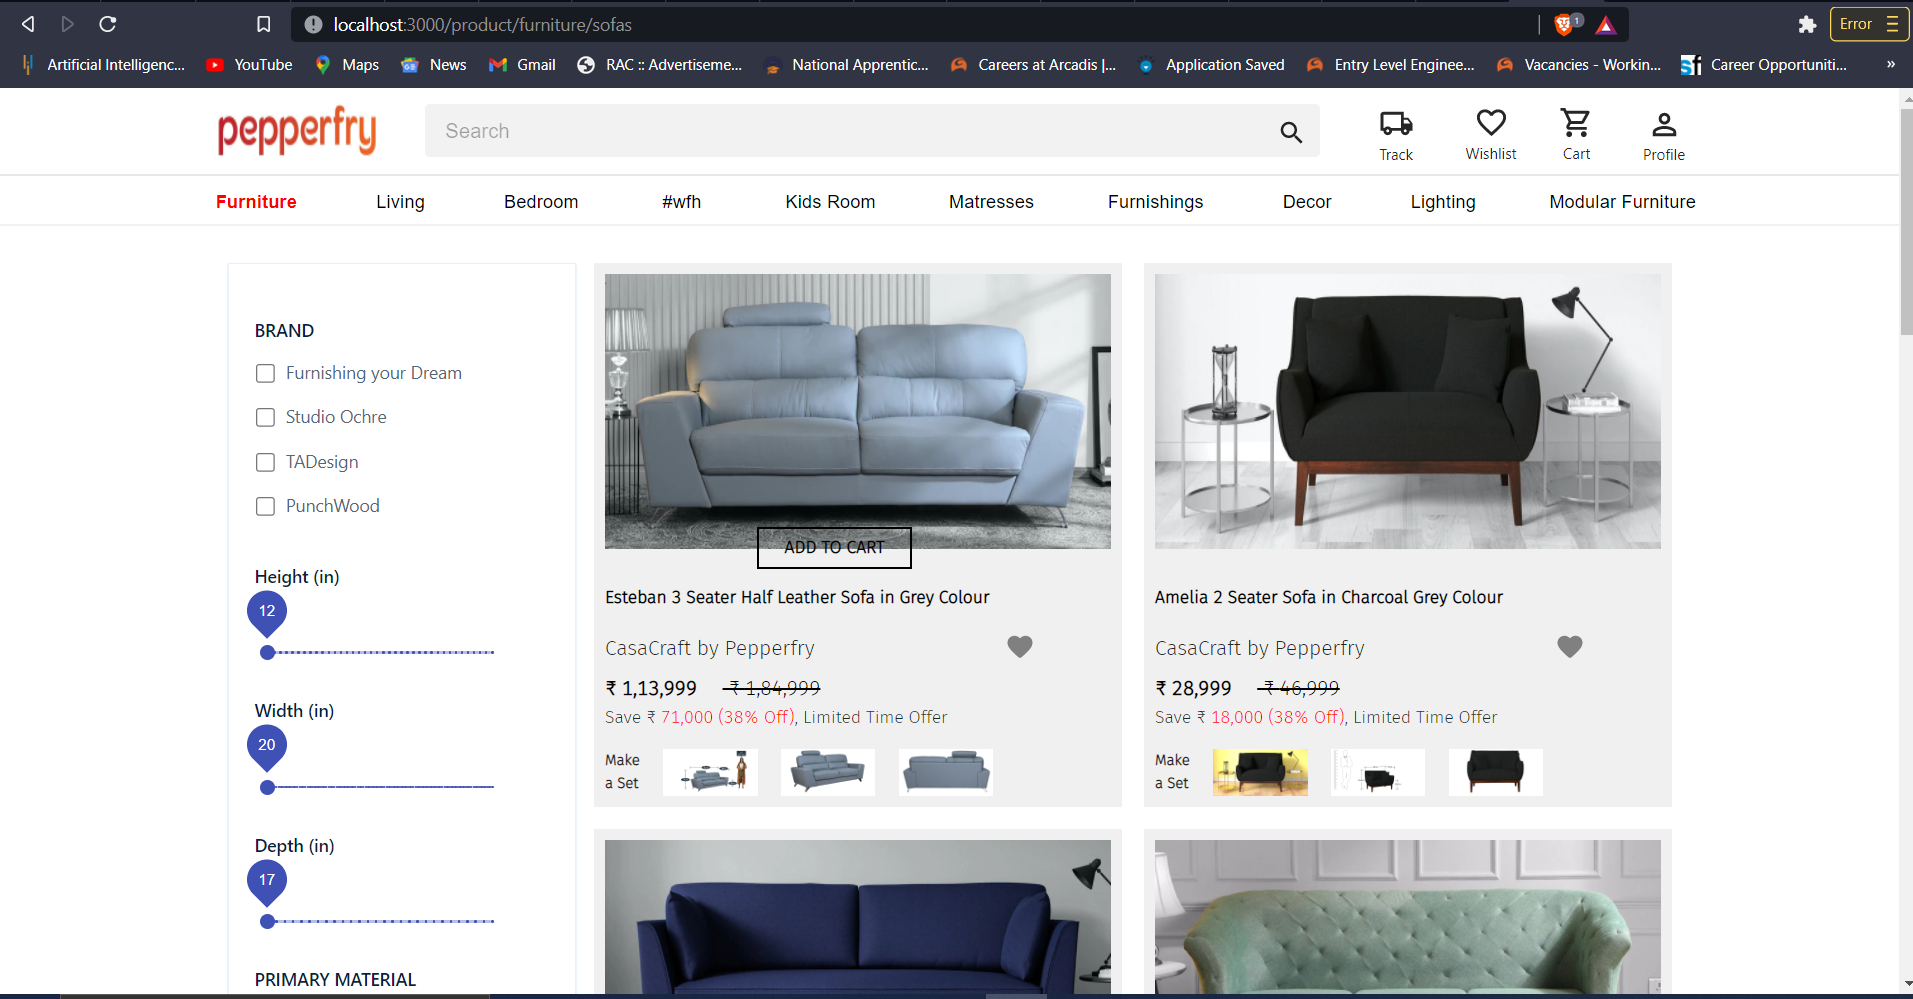 localhost:3000/product/furniture/sofas
1
Error
Artificial Intelligenc...
YouTube
Maps
News
Gmail
RAC :: Advertiseme...
National Apprentic...
Careers at Arcadis |...
Application Saved
Entry Level Enginee...
Vacancies - Workin...
Career Opportuniti...
»
pepperfry
Search
Track
Wishlist
Cart
Profile
Furniture
Living
Bedroom
#wfh
Kids Room
Matresses
Furnishings
Decor
Lighting
Modular Furniture
BRAND
Furnishing your Dream
Studio Ochre
TADesign
PunchWood
Height (in)
12
Width (in)
20
Depth (in)
17
PRIMARY MATERIAL
ADD TO CART
Esteban 3 Seater Half Leather Sofa in Grey Colour
CasaCraft by Pepperfry
₹ 1,13,999 ₹ 1,84,999
Save ₹ 71,000 (38% Off), Limited Time Offer
Make
a Set
Amelia 2 Seater Sofa in Charcoal Grey Colour
CasaCraft by Pepperfry
₹ 28,999 ₹ 46,999
Save ₹ 18,000 (38% Off), Limited Time Offer
Make
a Set